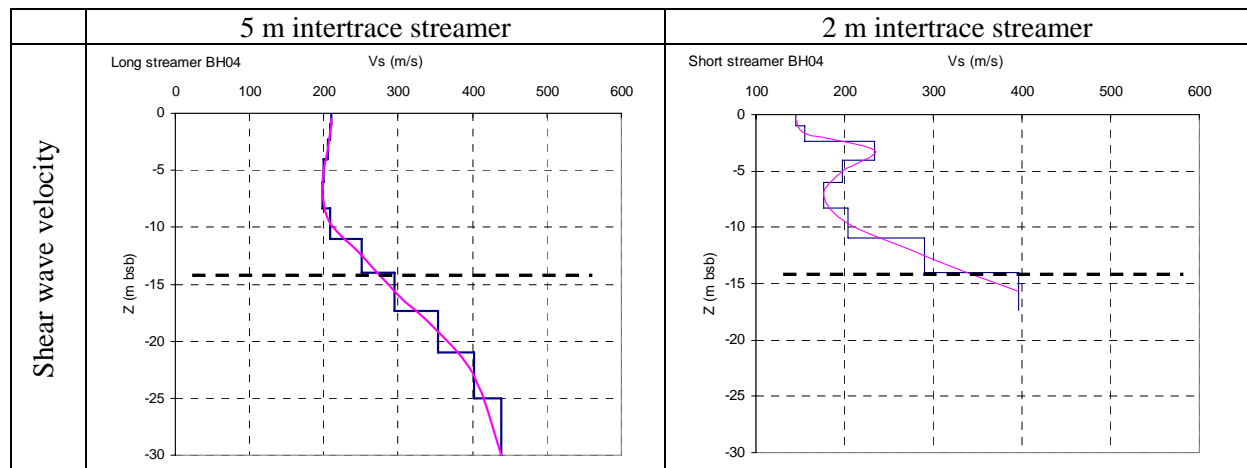 5 m intertrace streamer
2 m intertrace streamer
Shear wave velocity
Long streamer BH04 Vs (m/s)
0 100 200 300 400 500 600
0
-5
-10
-15
-20
-25
-30
Z (m bsb)
Short streamer BH04 Vs (m/s)
100 200 300 400 500 600
0
-5
-10
-15
-20
-25
-30
Z (m bsb)